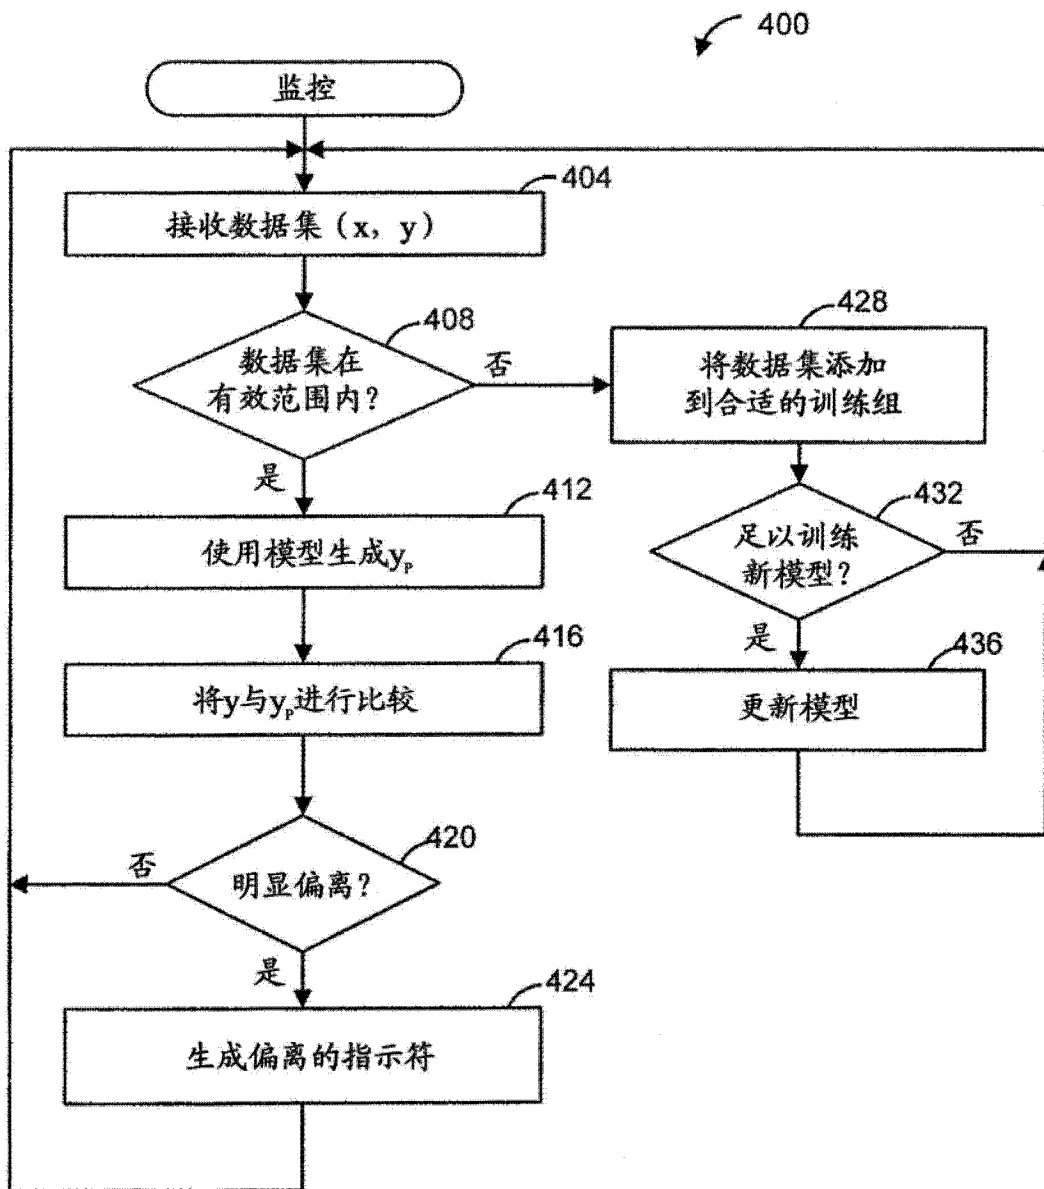 400
监控
404
接收数据集（x，y）
408
数据集在
有效范围内？
否
是
428
将数据集添加
到合适的训练组
412
使用模型生成yP
432
足以训练
新模型？
否
是
416
将y与yP进行比较
436
更新模型
420
明显偏离？
否
是
424
生成偏离的指示符